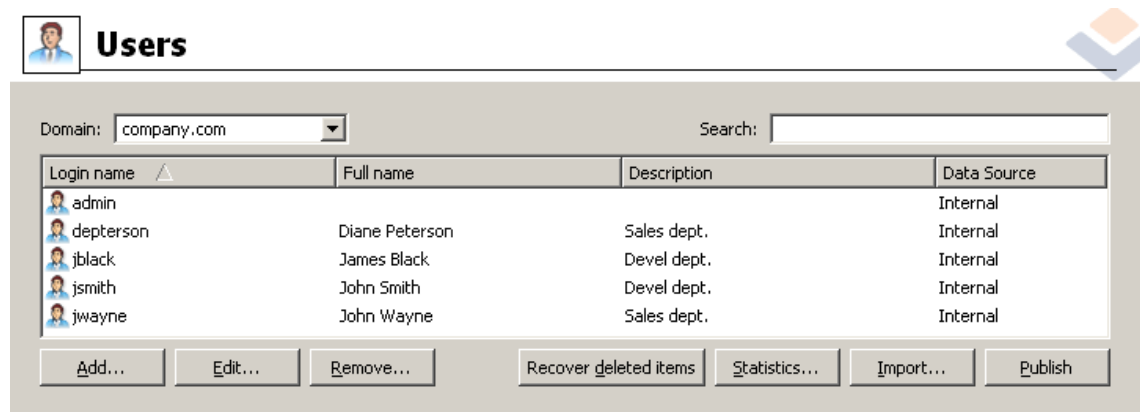 Users
Domain: company.com Search:
Login name Full name Description Data Source
admin Internal
depterson Diane Peterson Sales dept. Internal
jblack James Black Devel dept. Internal
jsmith John Smith Devel dept. Internal
jwayne John Wayne Sales dept. Internal
Add... Edit... Remove... Recover deleted items Statistics... Import... Publish